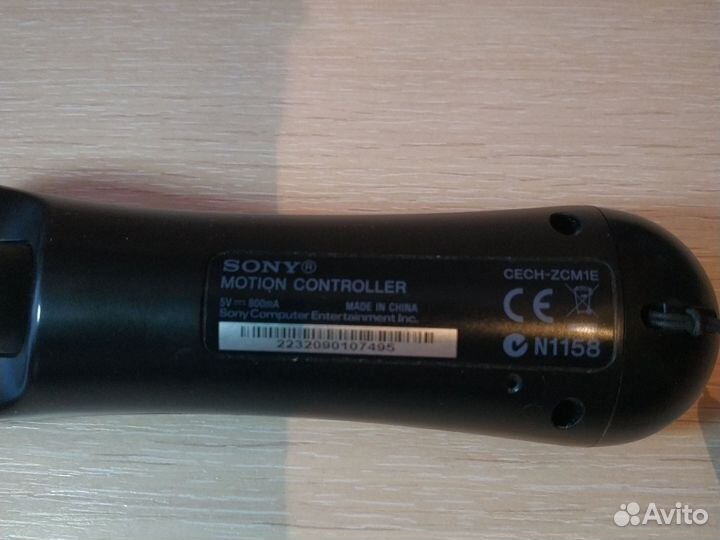 SONY®
MOTION CONTROLLER
CECH-ZCM1E
5V 800mA MADE IN CHINA
Sony Computer Entertainment Inc.
2232090107495
CE
N1158
Avito